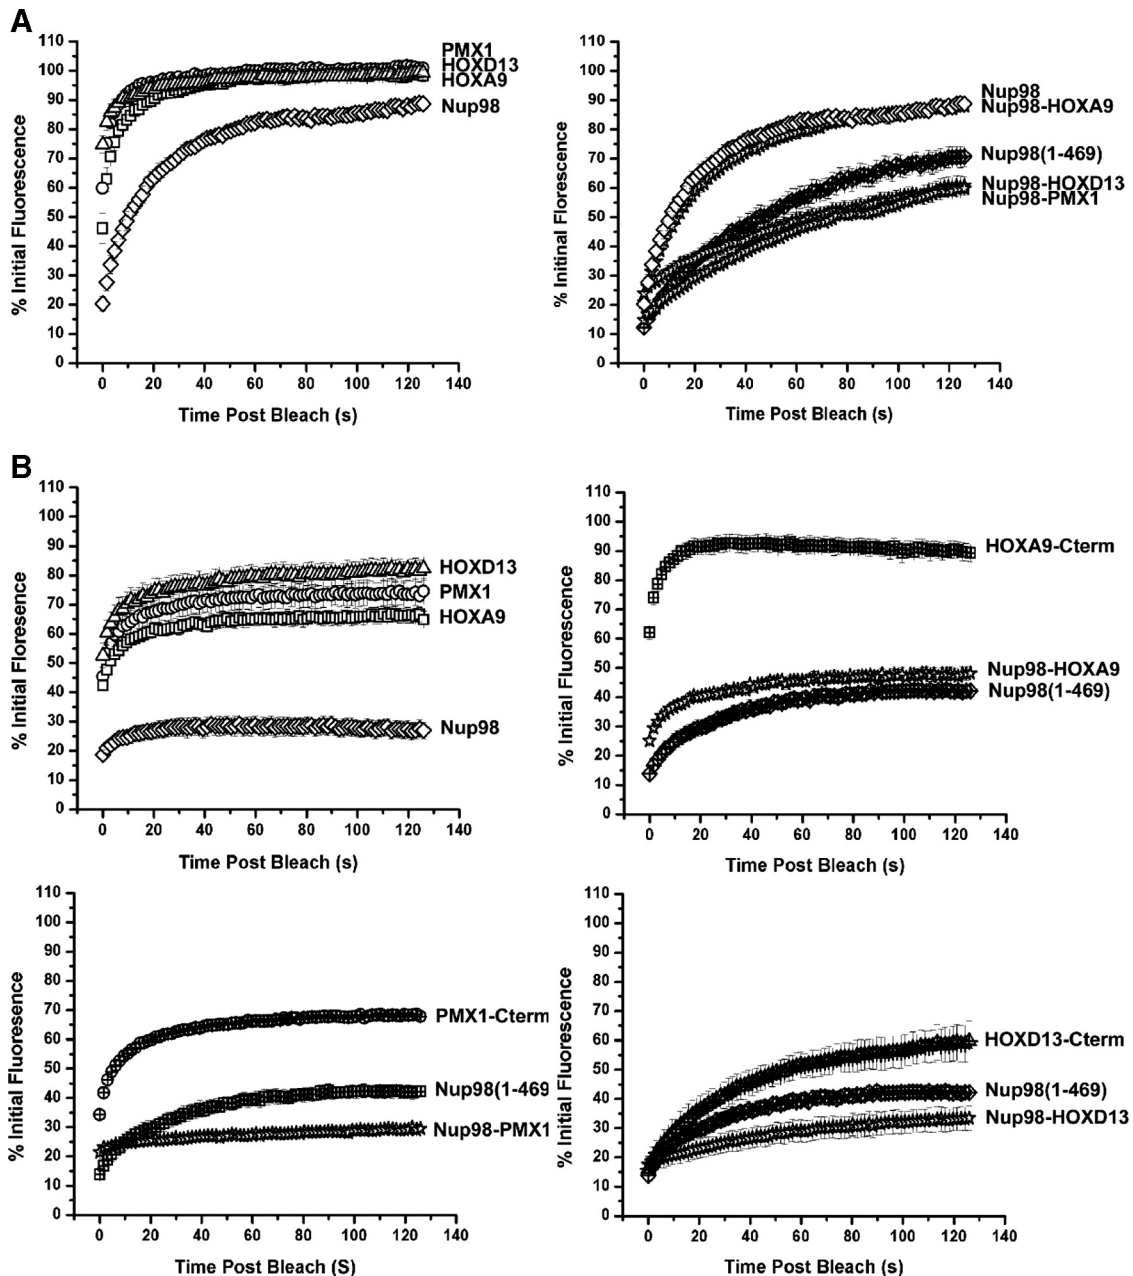 A
110
100
90
80
70
60
50
40
30
20
10
0
% Initial Fluorescence
PMX1
HOXD13
HOXA9
Nup98
0 20 40 60 80 100 120 140
Time Post Bleach (s)
110
100
90
80
70
60
50
40
30
20
10
0
% Initinal Florescence
Nup98
Nup98-HOXA9
Nup98(1-469)
Nup98-HOXD13
Nup98-PMX1
0 20 40 60 80 100 120 140
Time Post Bleach (s)
B
110
100
90
80
70
60
50
40
30
20
10
0
% Initial Florescence
HOXD13
PMX1
HOXA9
Nup98
0 20 40 60 80 100 120 140
Time Post Bleach (s)
110
100
90
80
70
60
50
40
30
20
10
0
% Initial Fluorescence
HOXA9-Cterm
Nup98-HOXA9
Nup98(1-469)
0 20 40 60 80 100 120 140
Time Post Bleach (s)
110
100
90
80
70
60
50
40
30
20
10
0
% Initial Fluoresence
PMX1-Cterm
Nup98(1-469
Nup98-PMX1
0 20 40 60 80 100 120 140
Time Post Bleach (S)
110
100
90
80
70
60
50
40
30
20
10
0
% Initial Fluorescence
HOXD13-Cterm
Nup98(1-469)
Nup98-HOXD13
0 20 40 60 80 100 120 140
Time Post Bleach (s)